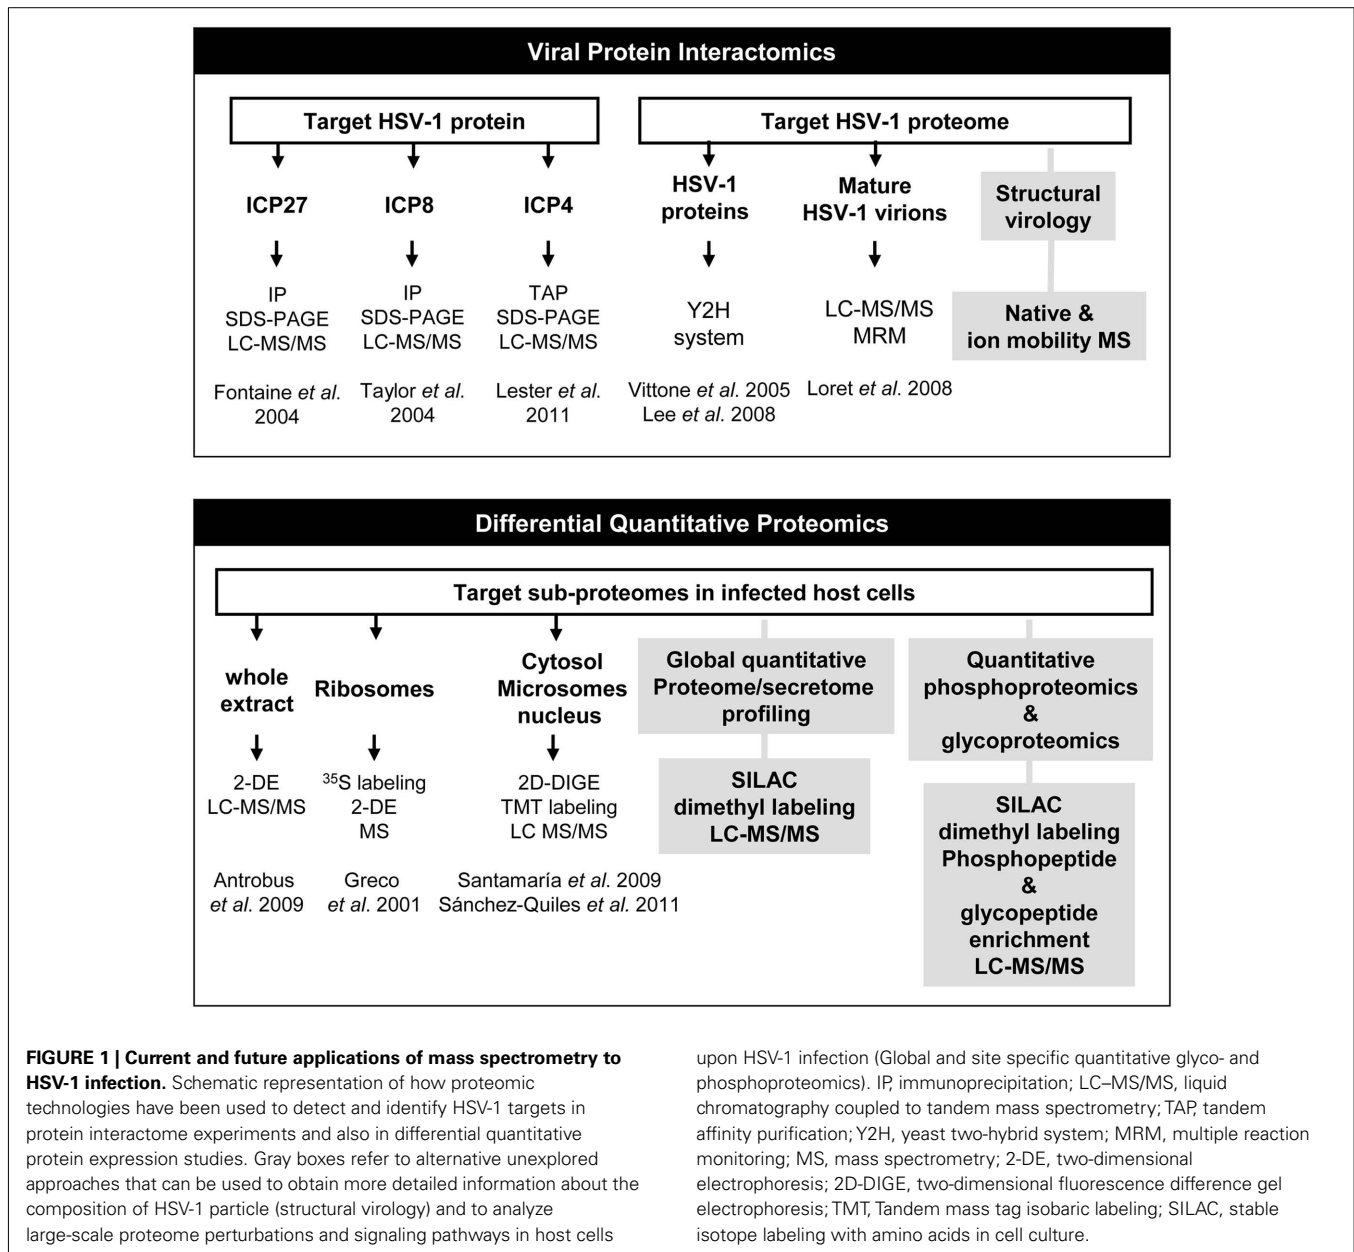 Viral Protein Interactomics
Target HSV-1 protein
Target HSV-1 proteome
ICP27
ICP8
ICP4
HSV-1
proteins
Mature
HSV-1 virions
Structural
virology
IP
SDS-PAGE
LC-MS/MS
IP
SDS-PAGE
LC-MS/MS
TAP
SDS-PAGE
LC-MS/MS
Y2H
system
LC-MS/MS
MRM
Native &
ion mobility MS
Fontaine et al.
2004
Taylor et al.
2004
Lester et al.
2011
Vittone et al. 2005
Lee et al. 2008
Loret et al. 2008
Differential Quantitative Proteomics
Target sub-proteomes in infected host cells
whole
extract
Ribosomes
Cytosol
Microsomes
nucleus
Global quantitative
Proteome/secretome
profiling
Quantitative
phosphoproteomics
&
glycoproteomics
2-DE
LC-MS/MS
35S labeling
2-DE
MS
2D-DIGE
TMT labeling
LC MS/MS
SILAC
dimethyl labeling
LC-MS/MS
SILAC
dimethyl labeling
Phosphopeptide
&
glycopeptide
enrichment
LC-MS/MS
Antrobus
et al. 2009
Greco
et al. 2001
Santamaría et al. 2009
Sánchez-Quiles et al. 2011
FIGURE 1 | Current and future applications of mass spectrometry to
HSV-1 infection. Schematic representation of how proteomic
technologies have been used to detect and identify HSV-1 targets in
protein interactome experiments and also in differential quantitative
protein expression studies. Gray boxes refer to alternative unexplored
approaches that can be used to obtain more detailed information about the
composition of HSV-1 particle (structural virology) and to analyze
large-scale proteome perturbations and signaling pathways in host cells
upon HSV-1 infection (Global and site specific quantitative glyco- and
phosphoproteomics). IP, immunoprecipitation; LC–MS/MS, liquid
chromatography coupled to tandem mass spectrometry; TAP, tandem
affinity purification; Y2H, yeast two-hybrid system; MRM, multiple reaction
monitoring; MS, mass spectrometry; 2-DE, two-dimensional
electrophoresis; 2D-DIGE, two-dimensional fluorescence difference gel
electrophoresis; TMT, Tandem mass tag isobaric labeling; SILAC, stable
isotope labeling with amino acids in cell culture.